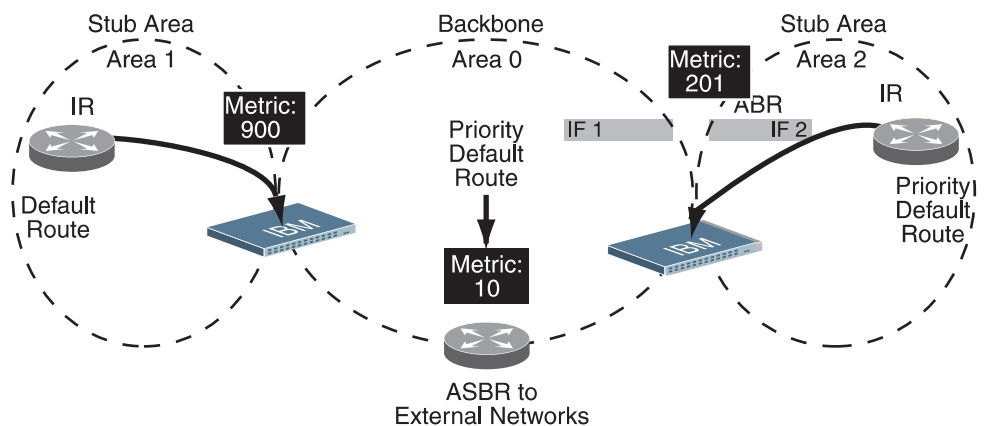 Stub Area
Area 1
IR
Metric:
900
Default
Route
IBM
Backbone
Area 0
Priority
Default
Route
Metric:
10
ASBR to
External Networks
Stub Area
Area 2
Metric:
201
ABR
IF 1
IF 2
IR
Priority
Default
Route
IBM